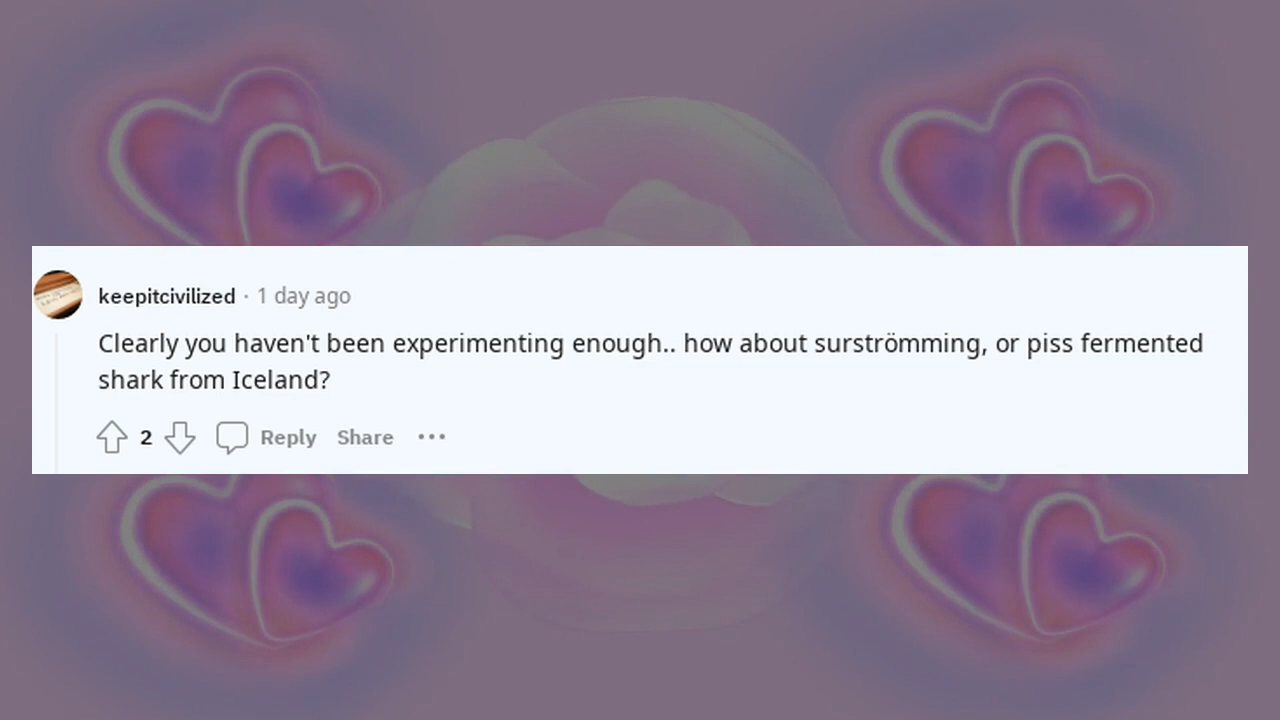 keepitcivilized · 1 day ago
Clearly you haven't been experimenting enough.. how about surströmming, or piss fermented
shark from Iceland?
2 Reply Share ···